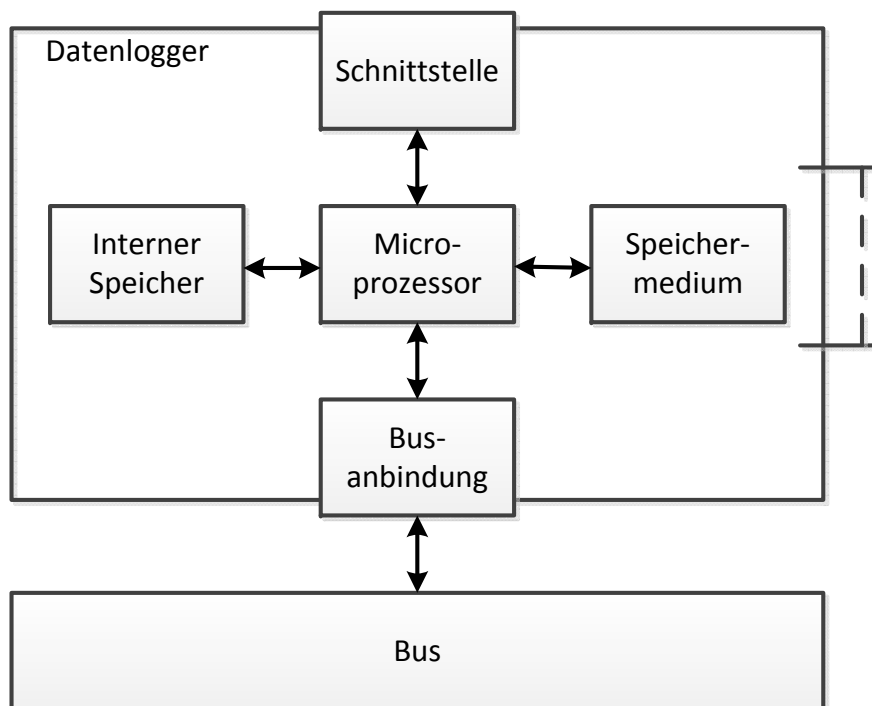 Datenlogger
Schnittstelle
Interner
Speicher
Micro-
prozessor
Speicher-
medium
Bus-
anbindung
Bus